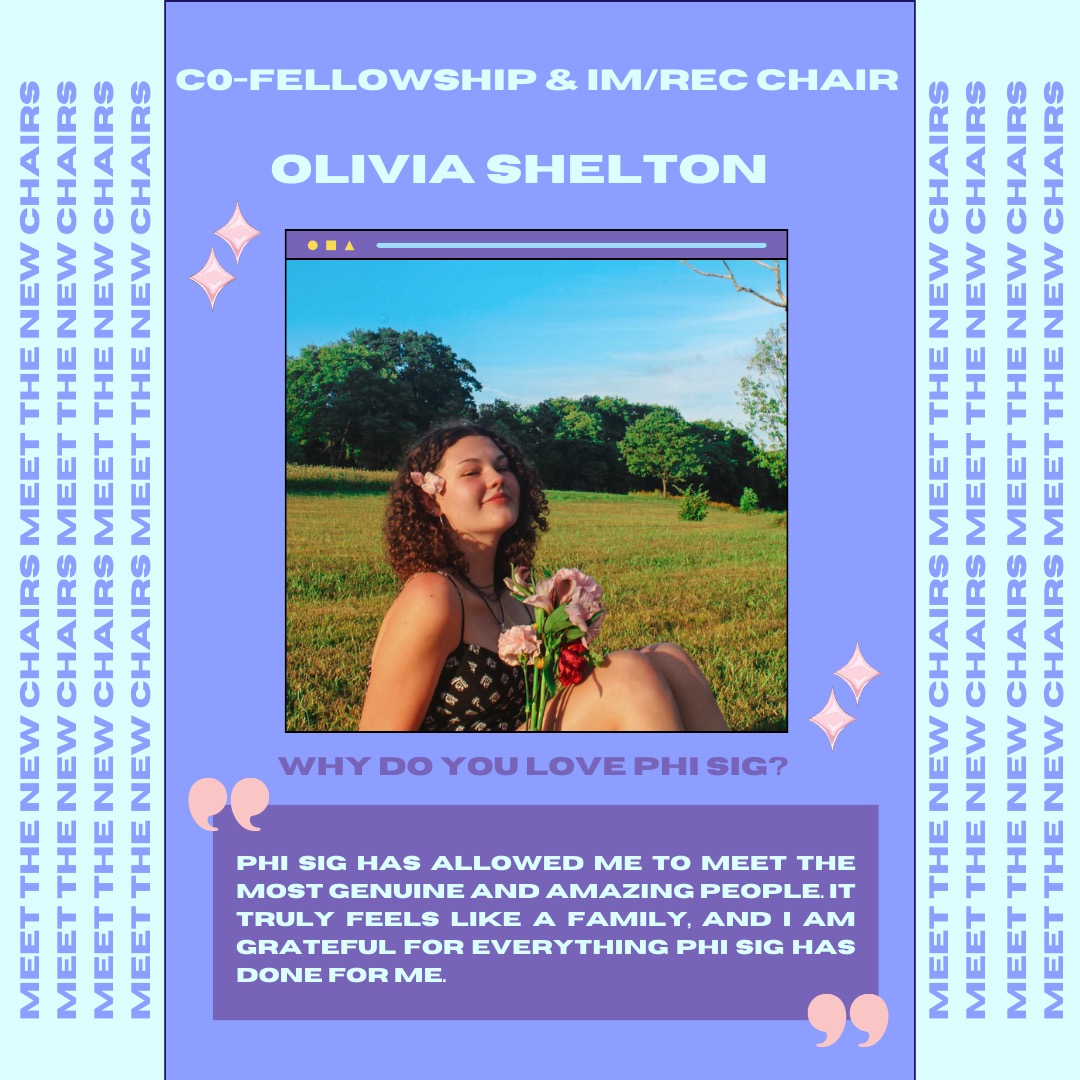 C0-FELLOWSHIP & IM/REC CHAIR
OLIVIA SHELTON
WHY DO YOU LOVE PHI SIG?
PHI SIG HAS ALLOWED ME TO MEET THE
MOST GENUINE AND AMAZING PEOPLE. IT
TRULY FEELS LIKE A FAMILY, AND I AM
GRATEFUL FOR EVERYTHING PHI SIG HAS
DONE FOR ME.
MEET THE NEW CHAIRS MEET THE NEW CHAIRS
MEET THE NEW CHAIRS MEET THE NEW CHAIRS
MEET THE NEW CHAIRS MEET THE NEW CHAIRS
MEET THE NEW CHAIRS MEET THE NEW CHAIRS
MEET THE NEW CHAIRS MEET THE NEW CHAIRS
MEET THE NEW CHAIRS MEET THE NEW CHAIRS
MEET THE NEW CHAIRS MEET THE NEW CHAIRS
MEET THE NEW CHAIRS MEET THE NEW CHAIRS